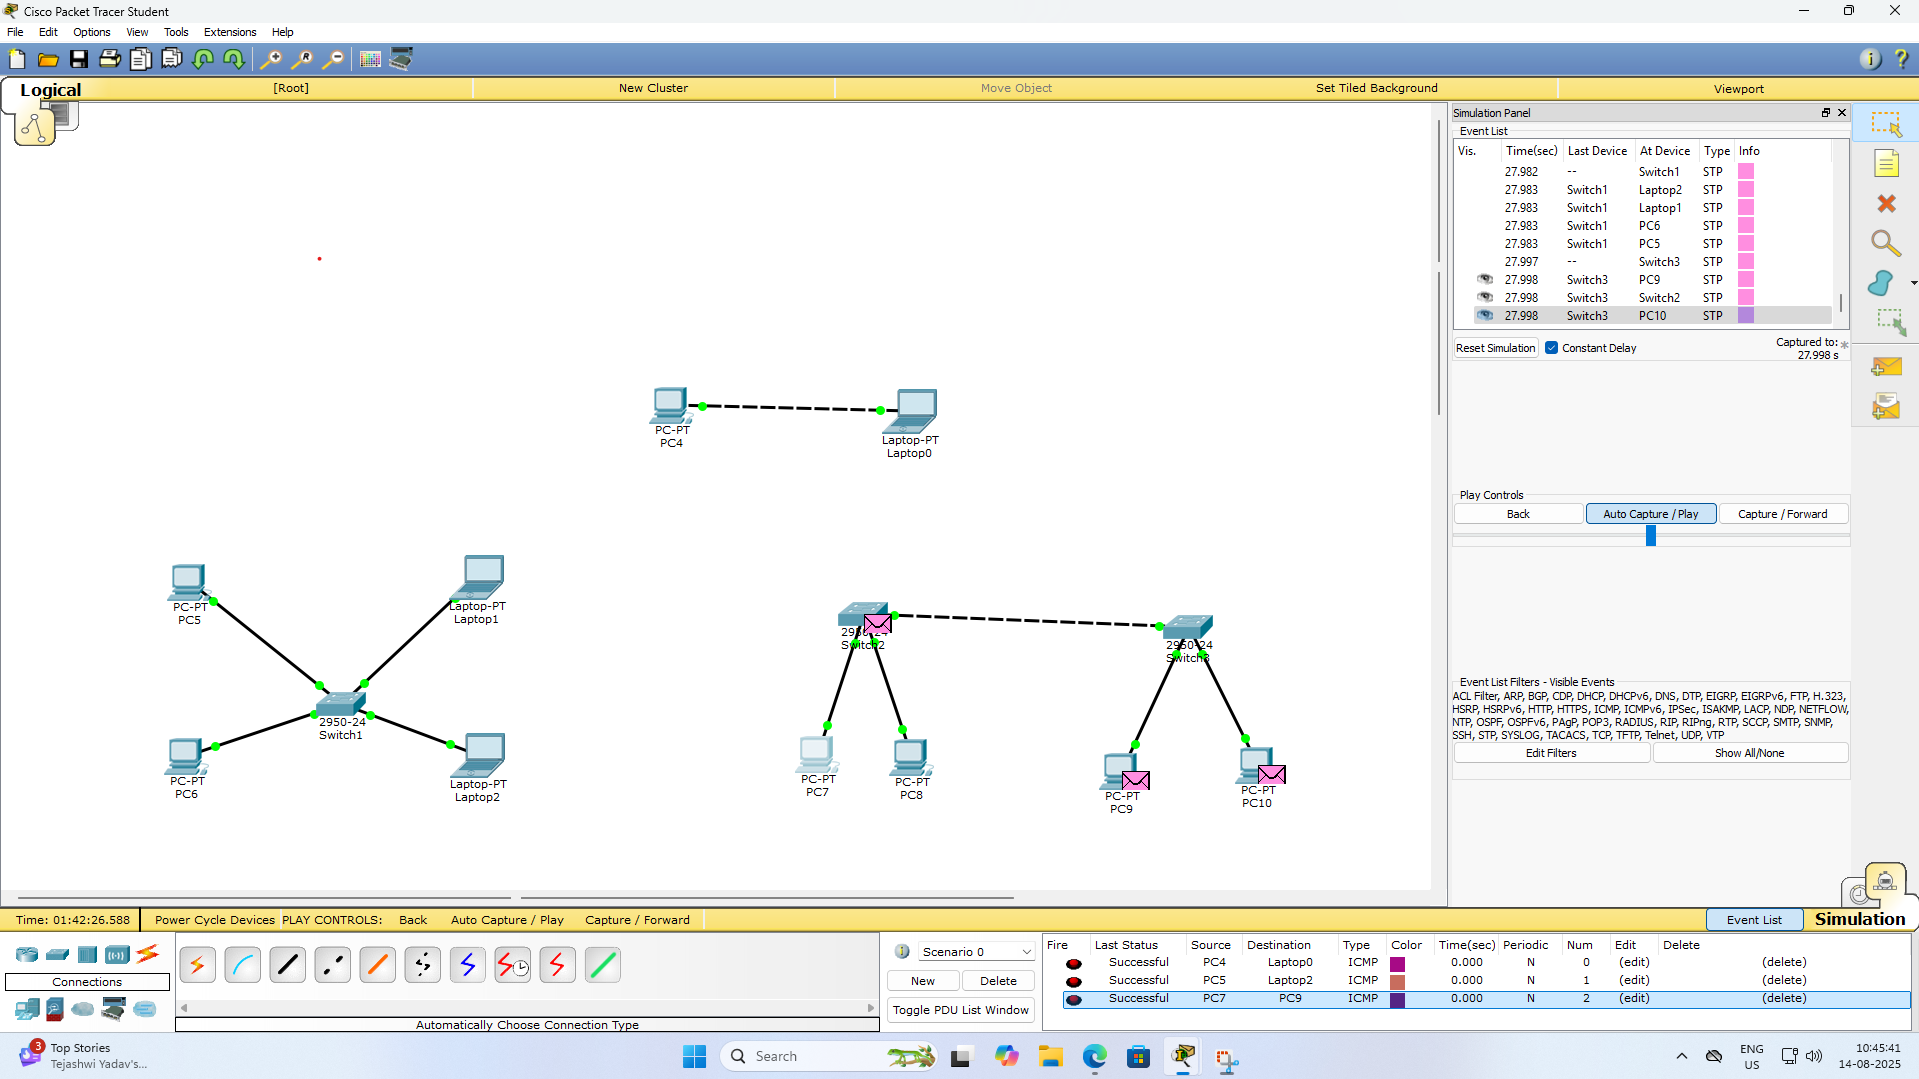 Cisco Packet Tracer Student
File Edit Options View Tools Extensions Help
Logical [Root] New Cluster Move Object Set Tiled Background Viewport
Simulation Panel
Event List
Vis. Time(sec) Last Device At Device Type Info
27.982 -- Switch1 STP
27.983 Switch1 Laptop2 STP
27.983 Switch1 Laptop1 STP
27.983 Switch1 PC6 STP
27.983 Switch1 PC5 STP
27.997 -- Switch3 STP
27.998 Switch3 PC9 STP
27.998 Switch3 Switch2 STP
27.998 Switch3 PC10 STP
Reset Simulation Constant Delay Captured to: *
27.998 s
PC-PT
PC4
Laptop-PT
Laptop0
Play Controls
Back Auto Capture / Play Capture / Forward
PC-PT
PC5
Laptop-PT
Laptop1
2950-24
Switch2
2950-24
Switch3
2950-24
Switch1
PC-PT
PC6
Laptop-PT
Laptop2
PC-PT
PC7
PC-PT
PC8
PC-PT
PC9
PC-PT
PC10
Event List Filters - Visible Events
ACL Filter, ARP, BGP, CDP, DHCP, DHCPv6, DNS, DTP, EIGRP, EIGRPv6, FTP, H.323,
HSRP, HSRPv6, HTTP, HTTPS, ICMP, ICMPv6, IPSec, ISAKMP, LACP, NDP, NETFLOW,
NTP, OSPF, OSPFv6, PAgP, POP3, RADIUS, RIP, RIPng, RTP, SCCP, SMTP, SNMP,
SSH, STP, SYSLOG, TACACS, TCP, TFTP, Telnet, UDP, VTP
Edit Filters Show All/None
Time: 01:42:26.588 Power Cycle Devices PLAY CONTROLS: Back Auto Capture / Play Capture / Forward Event List Simulation
Connections
Automatically Choose Connection Type
Scenario 0
New Delete
Toggle PDU List Window
Fire Last Status Source Destination Type Color Time(sec) Periodic Num Edit Delete
Successful PC4 Laptop0 ICMP 0.000 N 0 (edit) (delete)
Successful PC5 Laptop2 ICMP 0.000 N 1 (edit) (delete)
Successful PC7 PC9 ICMP 0.000 N 2 (edit) (delete)
3
Top Stories
Tejashwi Yadav's...
Search
ENG
US
10:45:41
14-08-2025